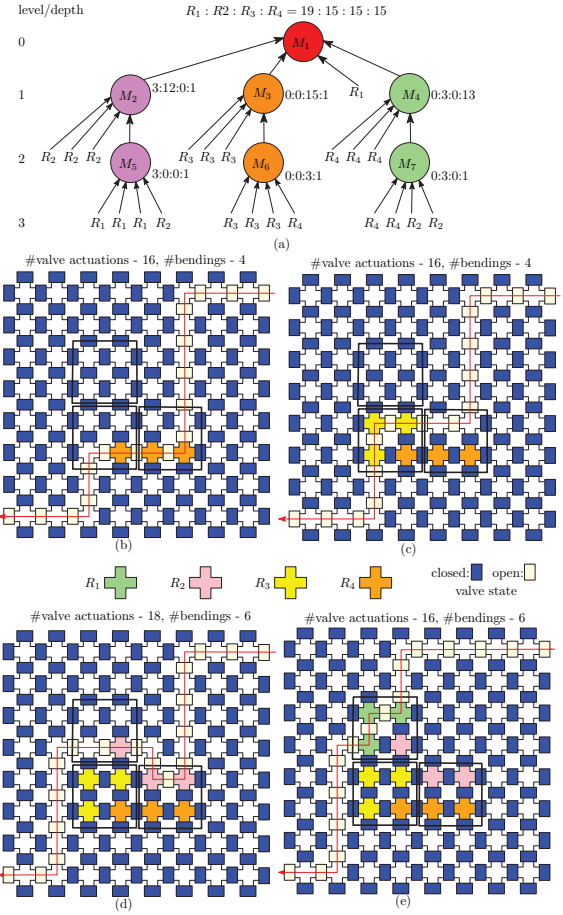 level/depth
R1 : R2 : R3 : R4 = 19 : 15 : 15 : 15
0
M1
1
M2
3:12:0:1
M3
0:0:15:1
R1
M4
0:3:0:13
2
R2 R2 R2
M5
3:0:0:1
R3 R3 R3
M6
0:0:3:1
R4 R4 R4
M7
0:3:0:1
3
R1 R1 R1 R2
R3 R3 R3 R4
R4 R4 R2 R2
(a)
#valve actuations - 16, #bendings - 4
#valve actuations - 16, #bendings - 4
(b)
(c)
R1
R2
R3
R4
closed: open:
valve state
#valve actuations - 18, #bendings - 6
#valve actuations - 16, #bendings - 6
(d)
(e)